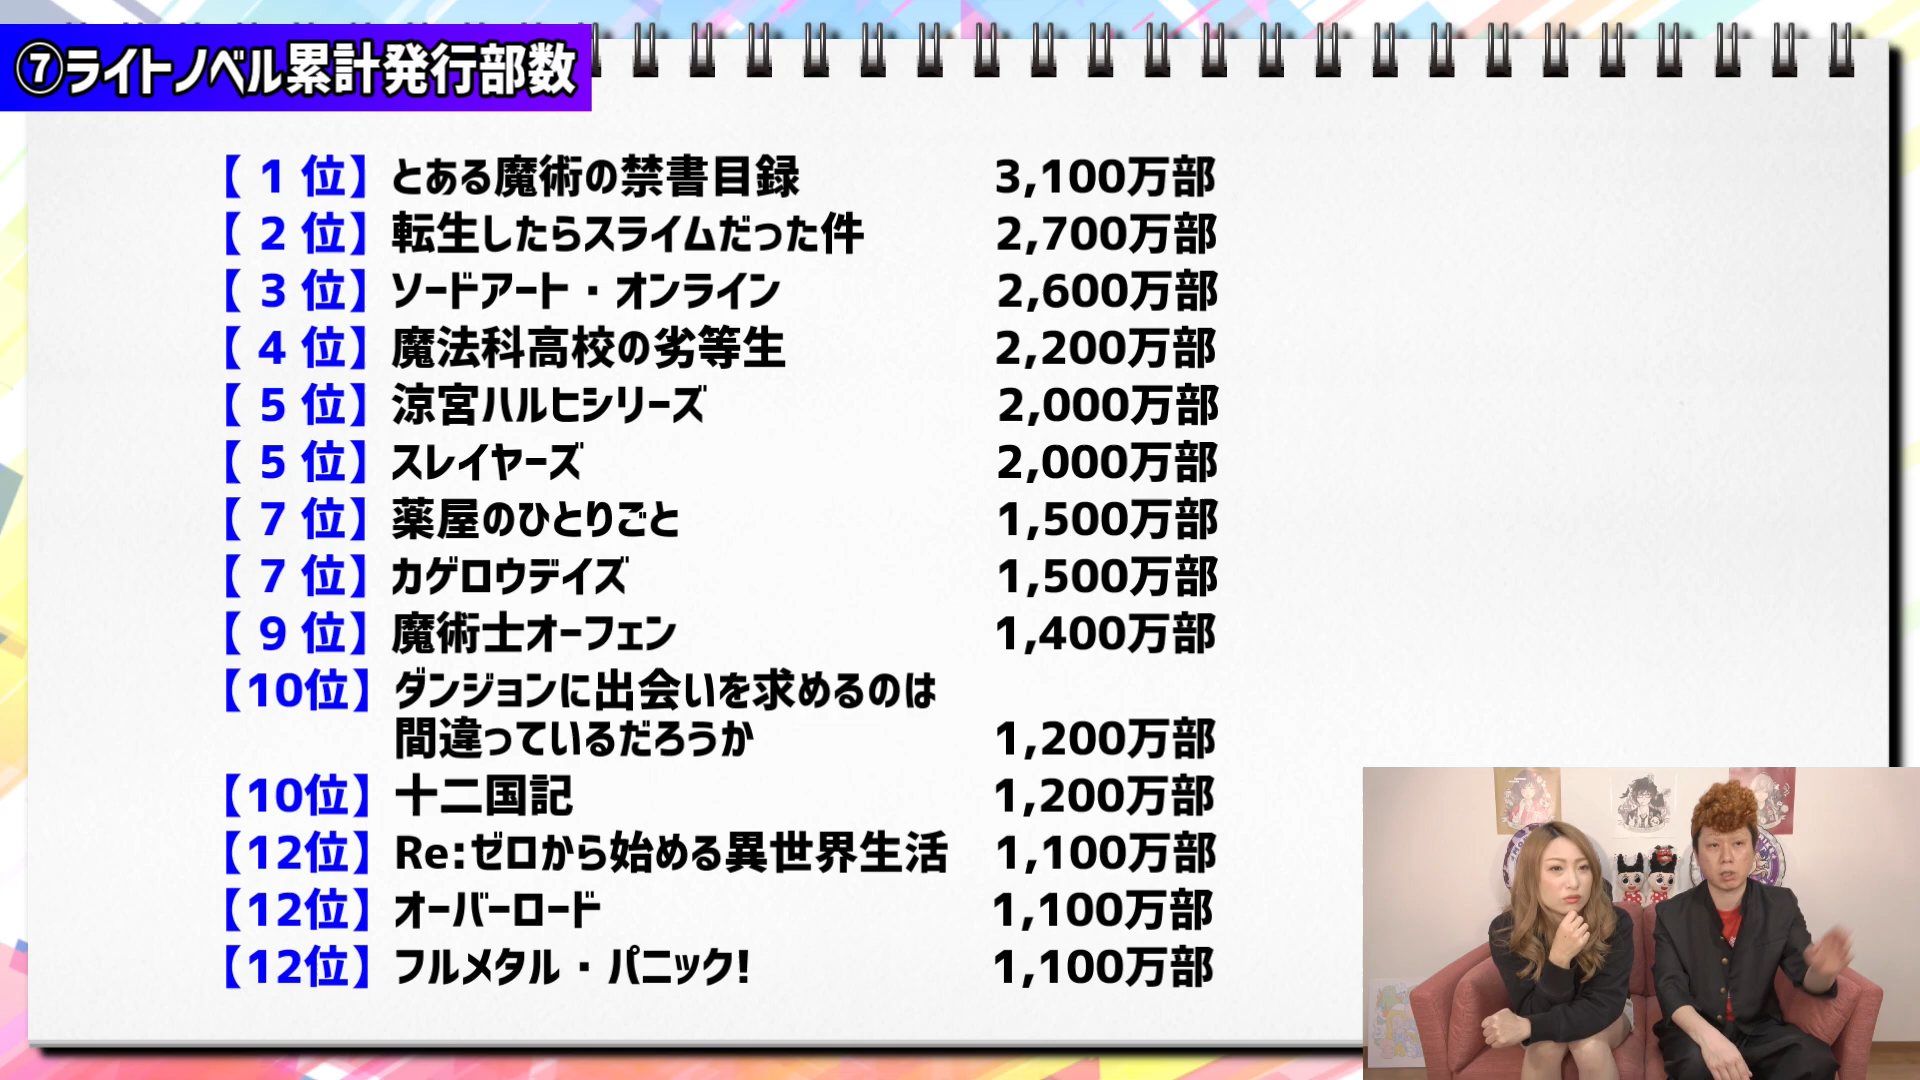 ⑦ライトノベル累計発行部数
【 1 位】とある魔術の禁書目録 3,100万部
【 2 位】転生したらスライムだった件 2,700万部
【 3 位】ソードアート・オンライン 2,600万部
【 4 位】魔法科高校の劣等生 2,200万部
【 5 位】涼宮ハルヒシリーズ 2,000万部
【 5 位】スレイヤーズ 2,000万部
【 7 位】薬屋のひとりごと 1,500万部
【 7 位】カゲロウデイズ 1,500万部
【 9 位】魔術士オーフェン 1,400万部
【10位】ダンジョンに出会いを求めるのは
間違っているだろうか 1,200万部
【10位】十二国記 1,200万部
【12位】Re:ゼロから始める異世界生活 1,100万部
【12位】オーバーロード 1,100万部
【12位】フルメタル・パニック! 1,100万部